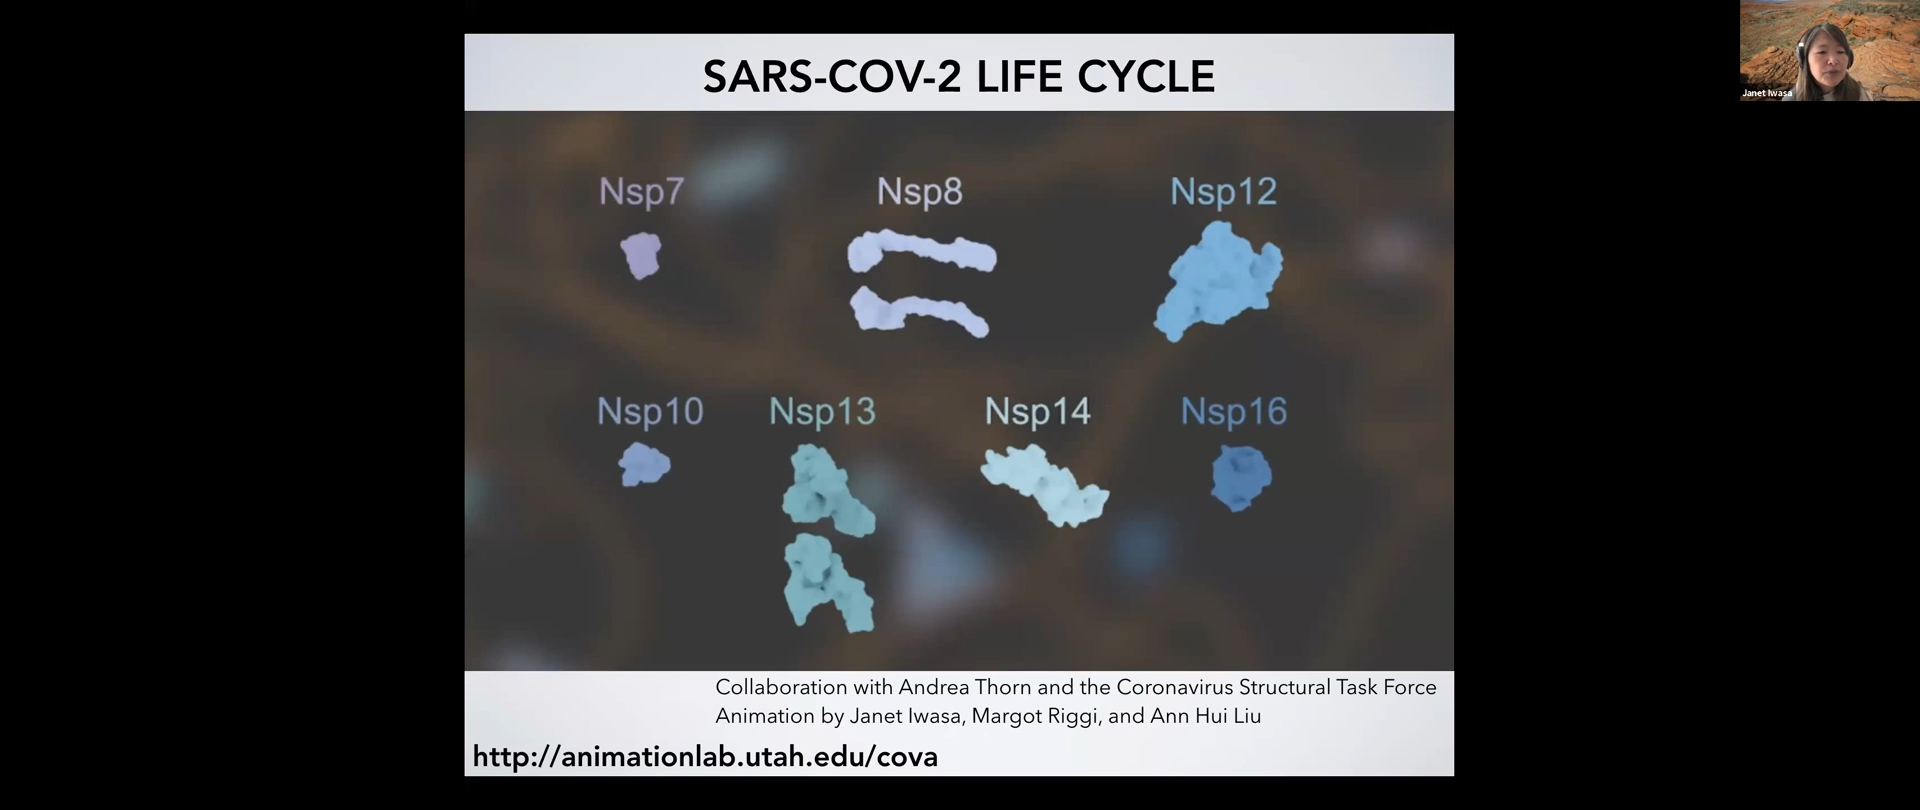 SARS-COV-2 LIFE CYCLE
Janet Iwasa
Nsp7 Nsp8 Nsp12
Nsp10 Nsp13 Nsp14 Nsp16
Collaboration with Andrea Thorn and the Coronavirus Structural Task Force
Animation by Janet Iwasa, Margot Riggi, and Ann Hui Liu
http://animationlab.utah.edu/cova